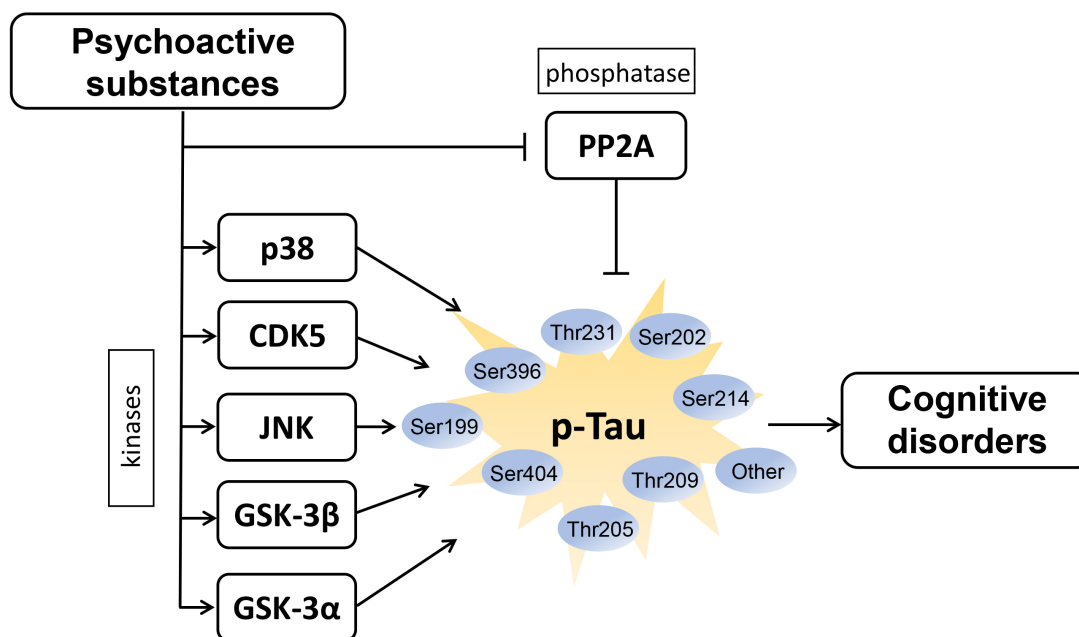 Psychoactive
substances
phosphatase
PP2A
p38
CDK5
JNK
GSK-3β
GSK-3α
kinases
Thr231
Ser202
Ser396
Ser214
Ser199
p-Tau
Ser404
Thr209
Other
Thr205
Cognitive
disorders